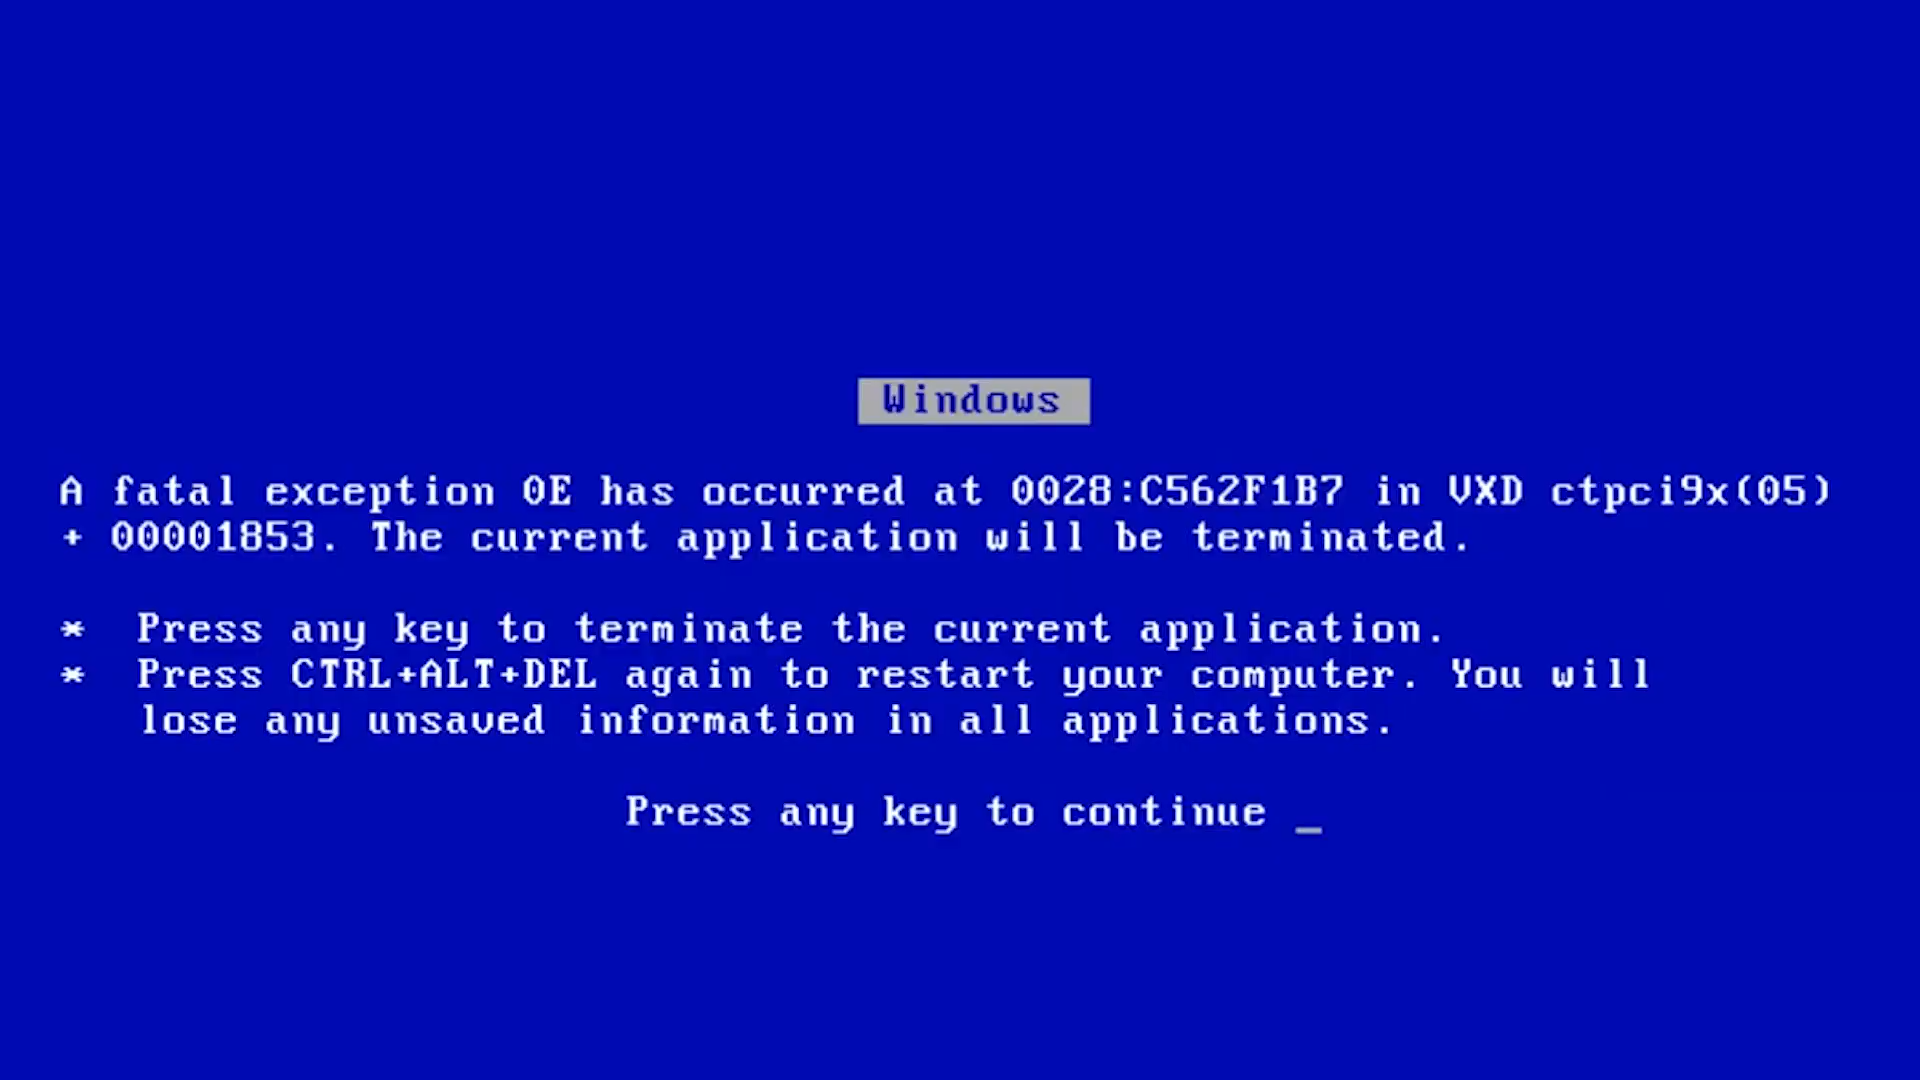 Windows
A fatal exception 0E has occurred at 0028:C562F1B7 in VXD ctpci9x(05)
+ 00001853. The current application will be terminated.
* Press any key to terminate the current application.
* Press CTRL+ALT+DEL again to restart your computer. You will
lose any unsaved information in all applications.
Press any key to continue _